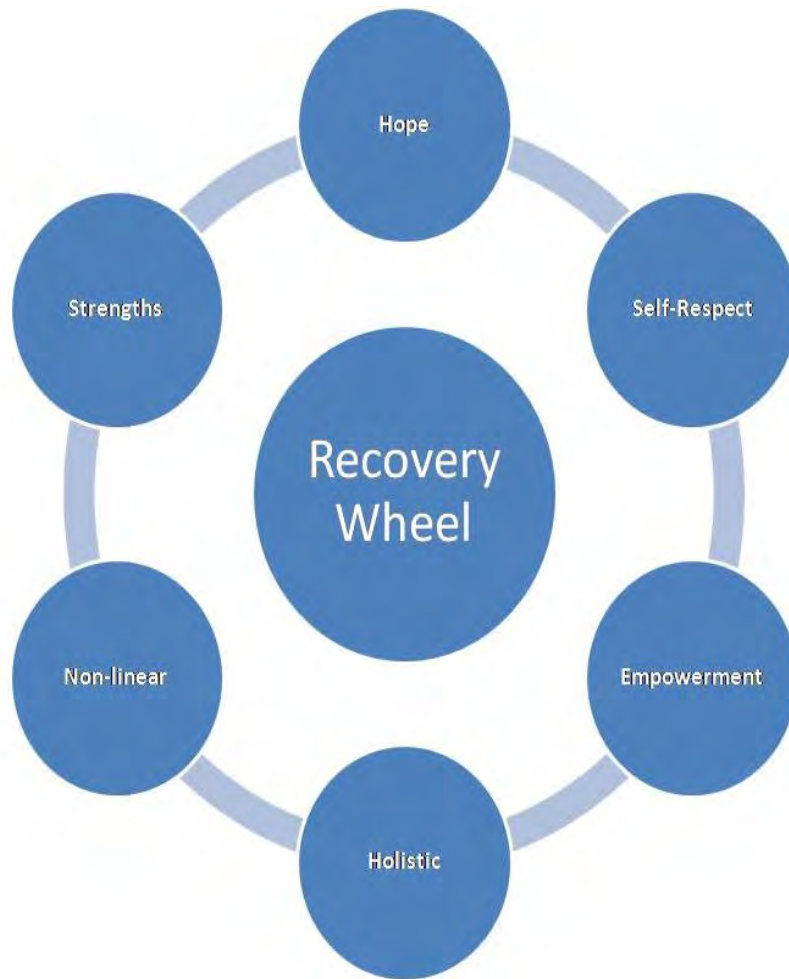 Hope
Self-Respect
Empowerment
Holistic
Non-linear
Strengths
Recovery
Wheel